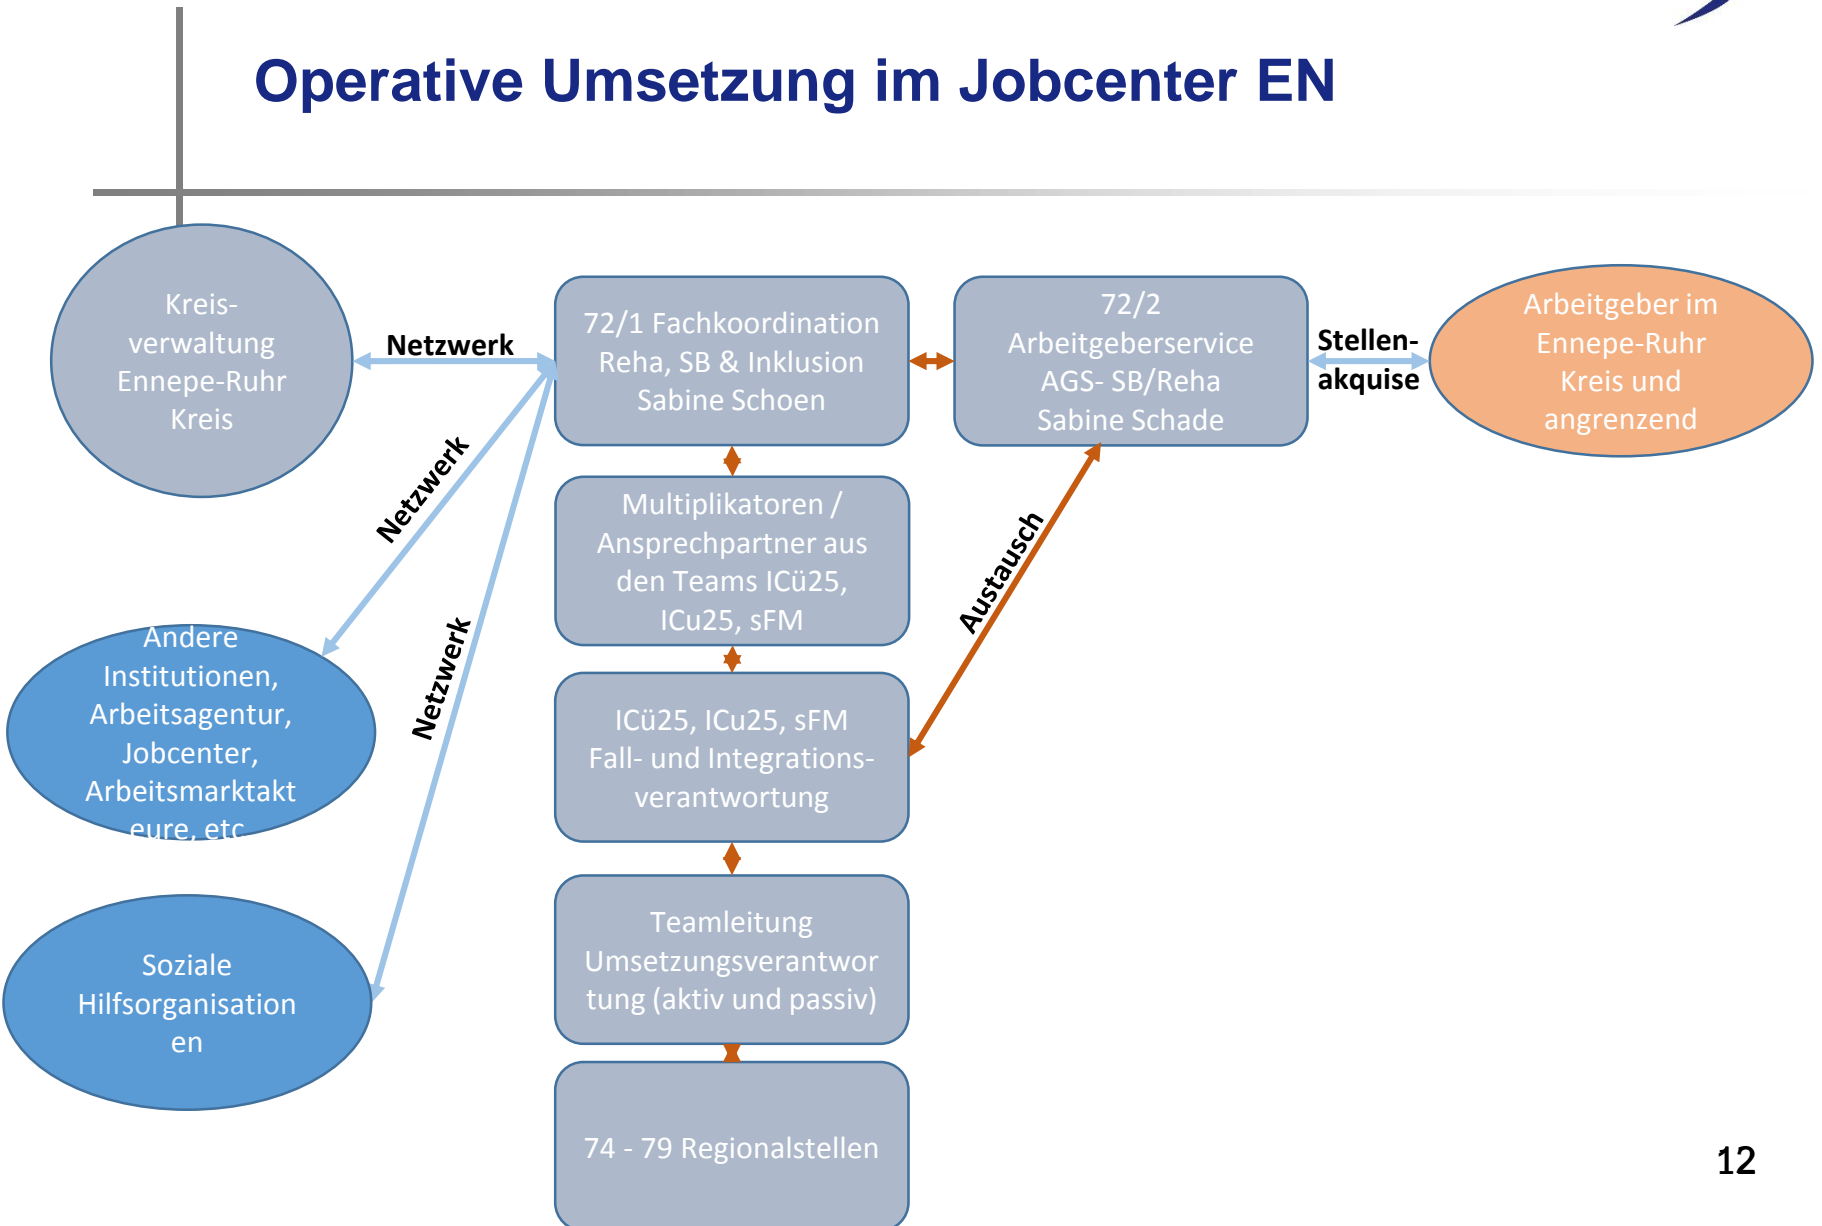 Operative Umsetzung im Jobcenter EN
Kreis-
verwaltung
Ennepe-Ruhr
Kreis
Netzwerk
72/1 Fachkoordination
Reha, SB & Inklusion
Sabine Schoen
72/2
Arbeitgeberservice
AGS- SB/Reha
Sabine Schade
Stellen-
akquise
Arbeitgeber im
Ennepe-Ruhr
Kreis und
angrenzend
Netzwerk
Multiplikatoren /
Ansprechpartner aus
den Teams ICü25,
ICu25, sFM
Austausch
Andere
Institutionen,
Arbeitsagentur,
Jobcenter,
Arbeitsmarktakt
eure, etc
Netzwerk
ICü25, ICu25, sFM
Fall- und Integrations-
verantwortung
Soziale
Hilfsorganisation
en
Teamleitung
Umsetzungsverantwor
tung (aktiv und passiv)
74 - 79 Regionalstellen
12